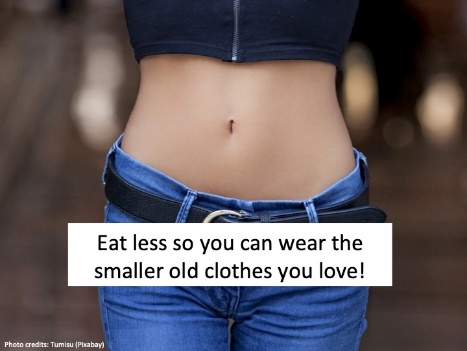 Eat less so you can wear the
smaller old clothes you love!
Photo credits: Tumisu (Pixabay)